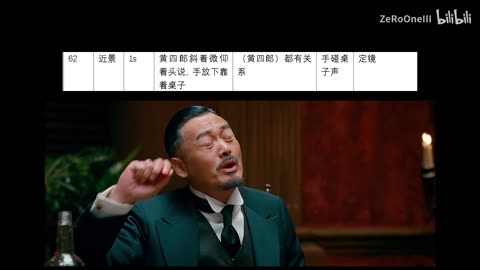 ZeRoOneIII bilibili
62 近景 1s 黄四郎斜着微仰 （黄四郎）都有关 手碰桌 定镜
着头说，手放下靠 系 子声
着桌子